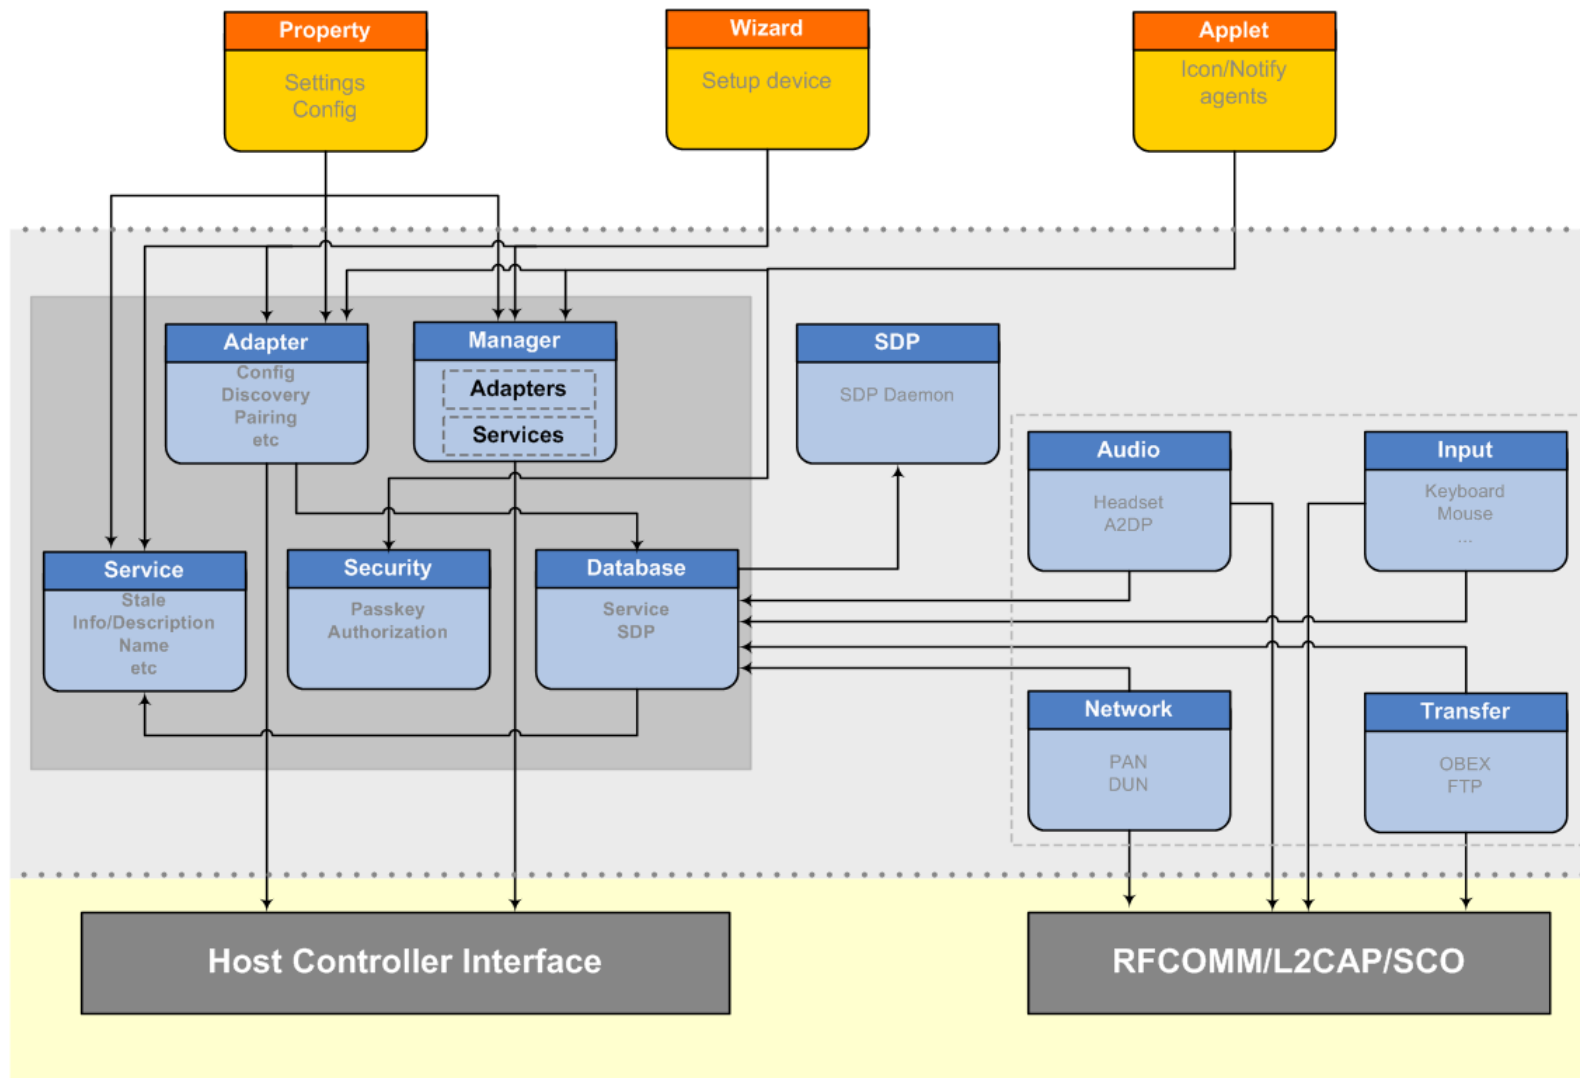 Property
Settings
Config
Wizard
Setup device
Applet
Icon/Notify
agents
Adapter
Config
Discovery
Pairing
etc
Manager
Adapters
Services
SDP
SDP Daemon
Audio
Headset
A2DP
Input
Keyboard
Mouse
...
Service
Stale
Info/Description
Name
etc
Security
Passkey
Authorization
Database
Service
SDP
Network
PAN
DUN
Transfer
OBEX
FTP
Host Controller Interface
RFCOMM/L2CAP/SCO